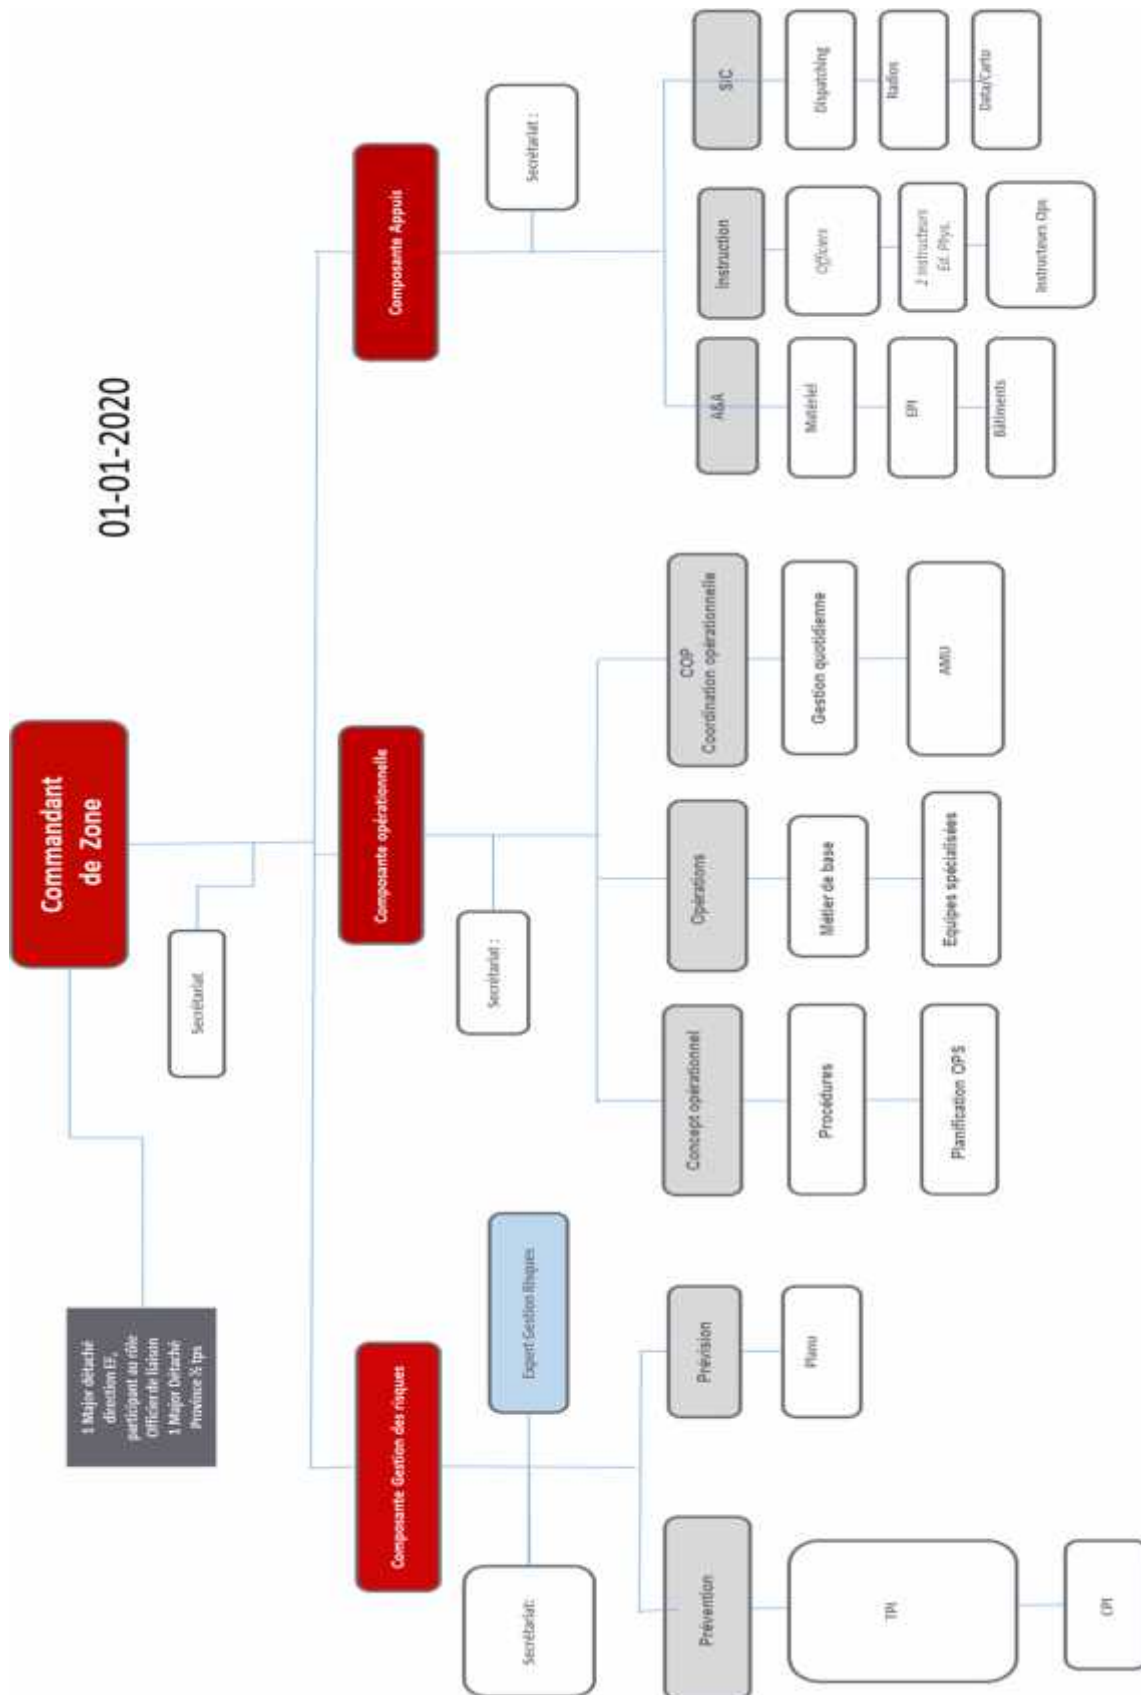 01-01-2020
Commandant
de Zone
1 Major détaché
direction EF,
participant au rôle
Officier de liaison
1 Major Détaché
Province ½ tps
Secrétariat
Composante Gestion des risques
Composante opérationnelle
Composante Appuis
Secrétariat:
Expert Gestion Risques
Secrétariat :
Secrétariat :
Prévention
Prévision
Concept opérationnel
Opérations
COP
Coordination opérationnelle
A&A
Instruction
SIC
TPI
Planu
Procédures
Métier de base
Gestion quotidienne
Matériel
Officiers
Dispatching
CPI
Planification OPS
Equipes spécialisées
AMU
EPI
2 Instructeurs
Ed. Phys.
Radios
Bâtiments
Instructeurs Ops
Data/Carto